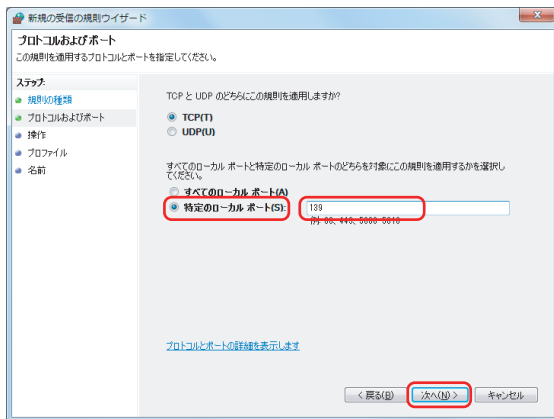 新規の受信の規則ウィザード
プロトコルおよびポート
この規則を適用するプロトコルとポートを指定してください。
ステップ:
規則の種類
プロトコルおよびポート
操作
プロファイル
名前
TCP と UDP のどちらにこの規則を適用しますか?
TCP(T)
UDP(U)
すべてのローカル ポートと特定のローカル ポートのどちらを対象にこの規則を適用するかを選択し
てください。
すべてのローカル ポート(A)
特定のローカル ポート(S):
139
例: 80、443、5000-5010
プロトコルとポートの詳細を表示します
< 戻る(B)
次へ(N) >
キャンセル